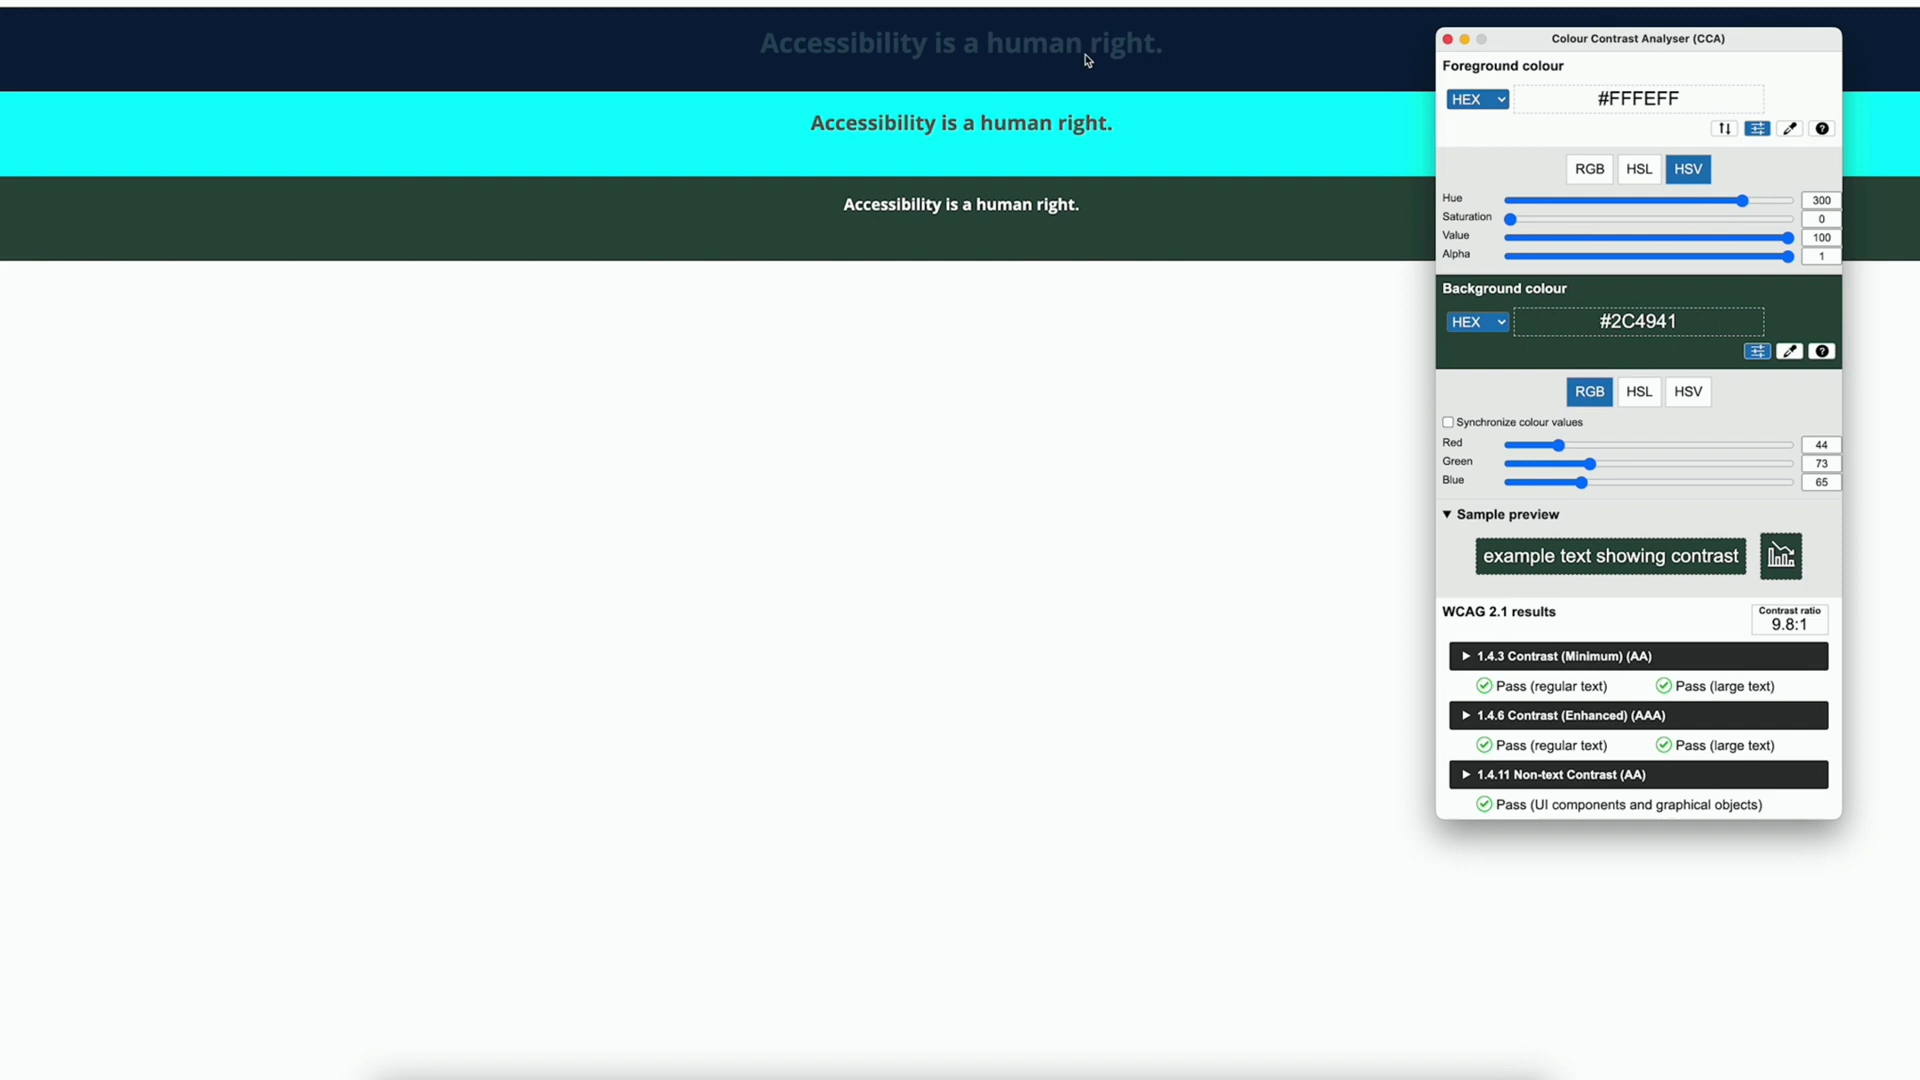 Accessibility is a human right.
Accessibility is a human right.
Accessibility is a human right.
Colour Contrast Analyser (CCA)
Foreground colour
HEX #FFFEFF
RGB HSL HSV
Hue 300
Saturation 0
Value 100
Alpha 1
Background colour
HEX #2C4941
RGB HSL HSV
Synchronize colour values
Red 44
Green 73
Blue 65
Sample preview
example text showing contrast
WCAG 2.1 results
Contrast ratio
9.8:1
1.4.3 Contrast (Minimum) (AA)
Pass (regular text) Pass (large text)
1.4.6 Contrast (Enhanced) (AAA)
Pass (regular text) Pass (large text)
1.4.11 Non-text Contrast (AA)
Pass (UI components and graphical objects)